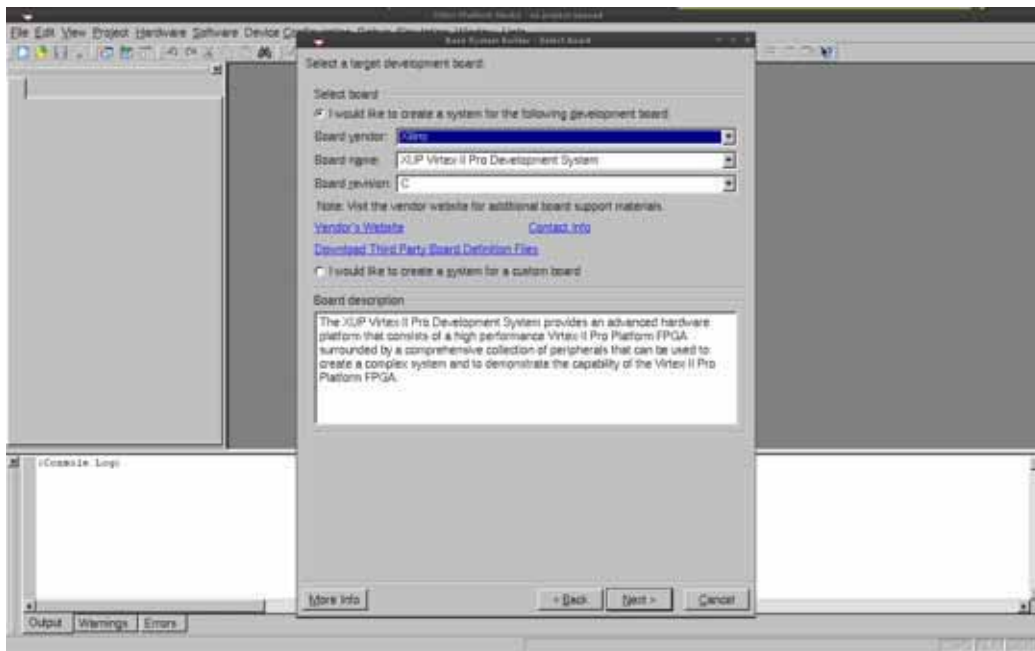 Xilinx Platform Studio - no project opened
File Edit View Project Hardware Software Device
Base System Builder - Select Board
Select a target development board:
Select board
I would like to create a system for the following development board
Board vendor: Xilinx
Board name: XUP Virtex II Pro Development System
Board revision: C
Note: Visit the vendor website for additional board support materials.
Vendor's Website Contact Info
Download Third Party Board Definition Files
I would like to create a system for a custom board
Board description
The XUP Virtex II Pro Development System provides an advanced hardware
platform that consists of a high performance Virtex II Pro Platform FPGA
surrounded by a comprehensive collection of peripherals that can be used to
create a complex system and to demonstrate the capability of the Virtex II Pro
Platform FPGA.
:Console Log:
More Info < Back Next > Cancel
Output Warnings Errors